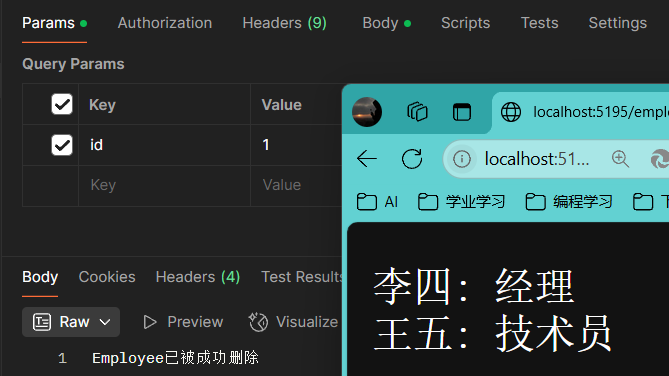 Params Authorization Headers (9) Body Scripts Tests Settings
Query Params
Key Value
id 1
Key Value
Body Cookies Headers (4) Test Results
Raw Preview Visualize
1 Employee已被成功删除
localhost:5195/emplo
localhost:51...
AI 学业学习 编程学习
李四：经理
王五：技术员